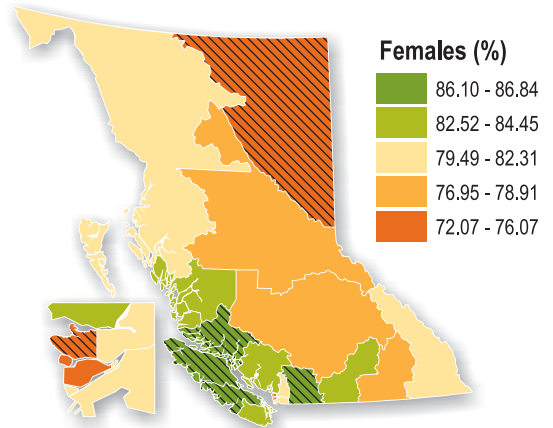 Females (%)
86.10 - 86.84
82.52 - 84.45
79.49 - 82.31
76.95 - 78.91
72.07 - 76.07